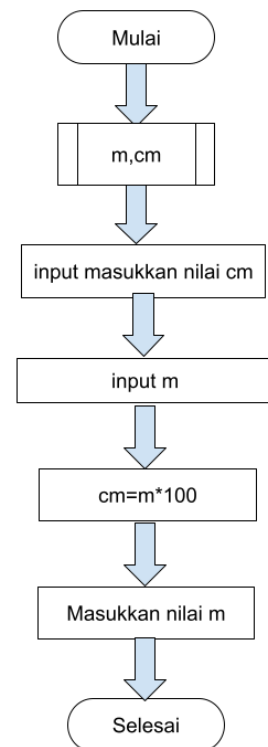 Mulai
m,cm
input masukkan nilai cm
input m
cm=m*100
Masukkan nilai m
Selesai